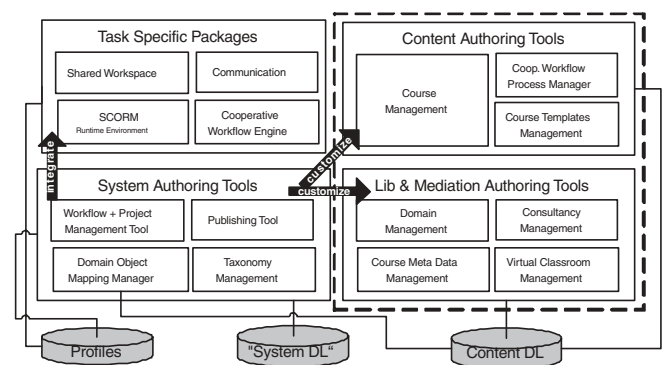 Task Specific Packages
Shared Workspace
Communication
SCORM
Runtime Environment
Cooperative
Workflow Engine
Content Authoring Tools
Course
Management
Coop. Workflow
Process Manager
Course Templates
Management
integrate
customize
customize
System Authoring Tools
Workflow + Project
Management Tool
Publishing Tool
Domain Object
Mapping Manager
Taxonomy
Management
Lib & Mediation Authoring Tools
Domain
Management
Consultancy
Management
Course Meta Data
Management
Virtual Classroom
Management
Profiles
"System DL“
Content DL